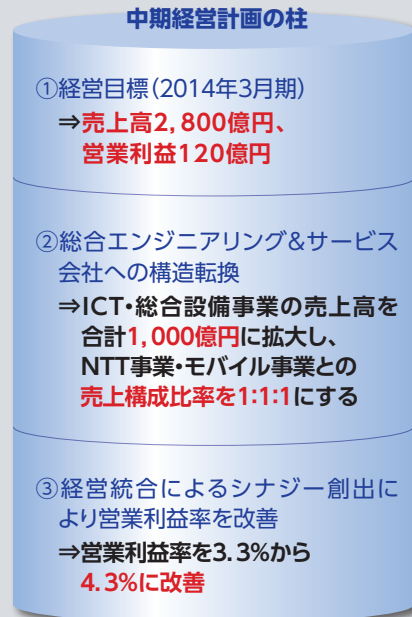 中期経営計画の柱
①経営目標(2014年3月期)
⇒売上高2,800億円、
営業利益120億円
②総合エンジニアリング&サービス
会社への構造転換
⇒ICT・総合設備事業の売上高を
合計1,000億円に拡大し、
NTT事業・モバイル事業との
売上構成比率を1:1:1にする
③経営統合によるシナジー創出に
より営業利益率を改善
⇒営業利益率を3.3%から
4.3%に改善